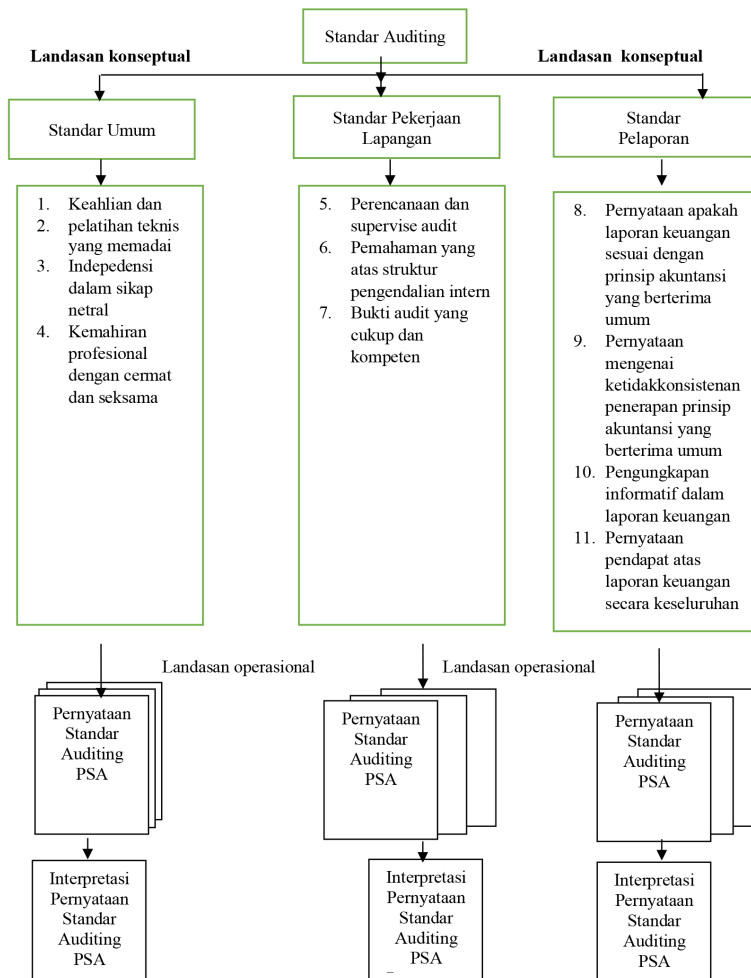 Standar Auditing
Landasan konseptual
Landasan  konseptual
Standar Umum
Standar Pekerjaan
Lapangan
Standar
Pelaporan
1. Keahlian dan
2. pelatihan teknis
yang memadai
3. Indepedensi
dalam sikap
netral
4. Kemahiran
profesional
dengan cermat
dan seksama
5. Perencanaan dan
supervise audit
6. Pemahaman yang
atas struktur
pengendalian intern
7. Bukti audit yang
cukup dan
kompeten
8. Pernyataan apakah
laporan keuangan
sesuai dengan
prinsip akuntansi
yang berterima
umum
9. Pernyataan
mengenai
ketidakkonsistenan
penerapan prinsip
akuntansi yang
berterima umum
10. Pengungkapan
informatif dalam
laporan keuangan
11. Pernyataan
pendapat atas
laporan keuangan
secara keseluruhan
Landasan operasional
Landasan operasional
Pernyataan
Standar
Auditing
PSA
Pernyataan
Standar
Auditing
PSA
Pernyataan
Standar
Auditing
PSA
Interpretasi
Pernyataan
Standar
Auditing
PSA
Interpretasi
Pernyataan
Standar
Auditing
PSA
Interpretasi
Pernyataan
Standar
Auditing
PSA